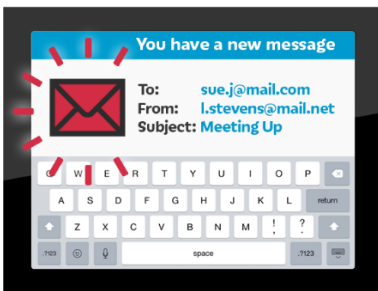 You have a new message
To: sue.j@mail.com
From: l.stevens@mail.net
Subject: Meeting Up
W E R T Y U I O P
A S D F G H J K L return
Z X C V B N M ! , ? .
.?123 space .?123